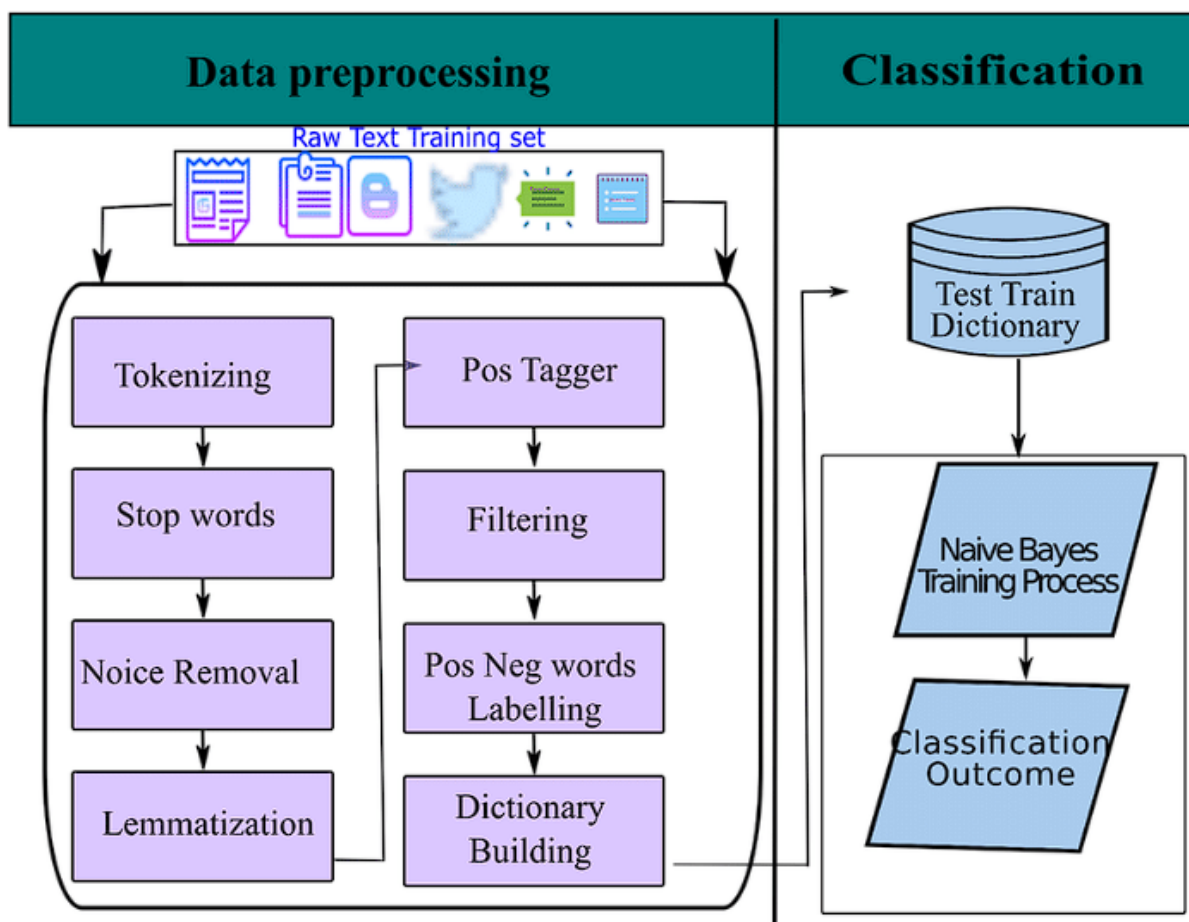 Data preprocessing
Classification
Raw Text Training set
Tokenizing
Stop words
Noice Removal
Lemmatization
Pos Tagger
Filtering
Pos Neg words
Labelling
Dictionary
Building
Test Train
Dictionary
Naive Bayes
Training Process
Classification
Outcome